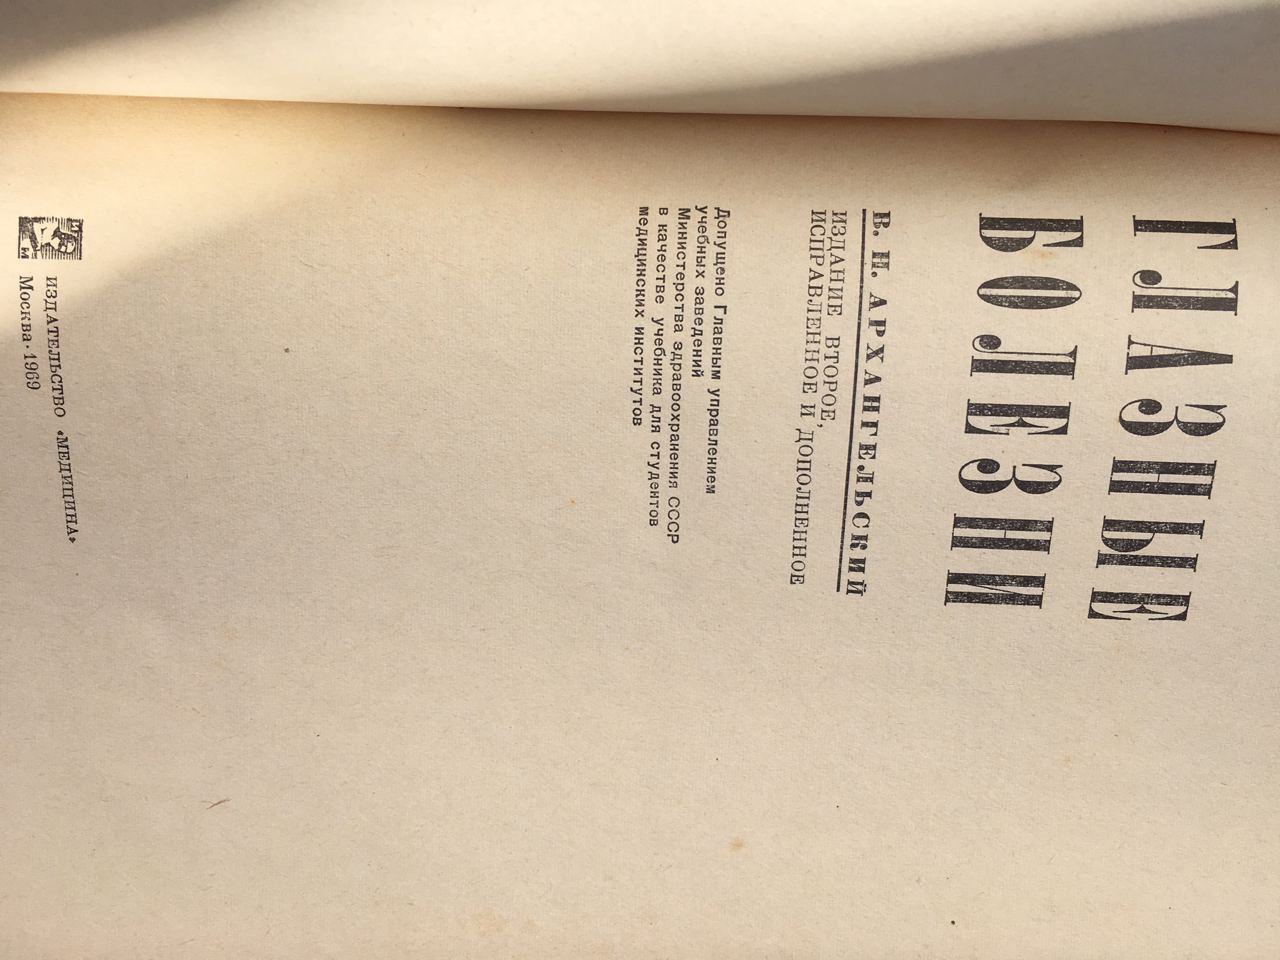 ГЛАЗНЫЕ
БОЛЕЗНИ
В. Н. АРХАНГЕЛЬСКИЙ
ИЗДАНИЕ ВТОРОЕ,
ИСПРАВЛЕННОЕ И ДОПОЛНЕННОЕ
Допущено Главным управлением
учебных заведений
Министерства здравоохранения СССР
в качестве учебника для студентов
медицинских институтов
ИЗДАТЕЛЬСТВО «МЕДИЦИНА»
Москва · 1969